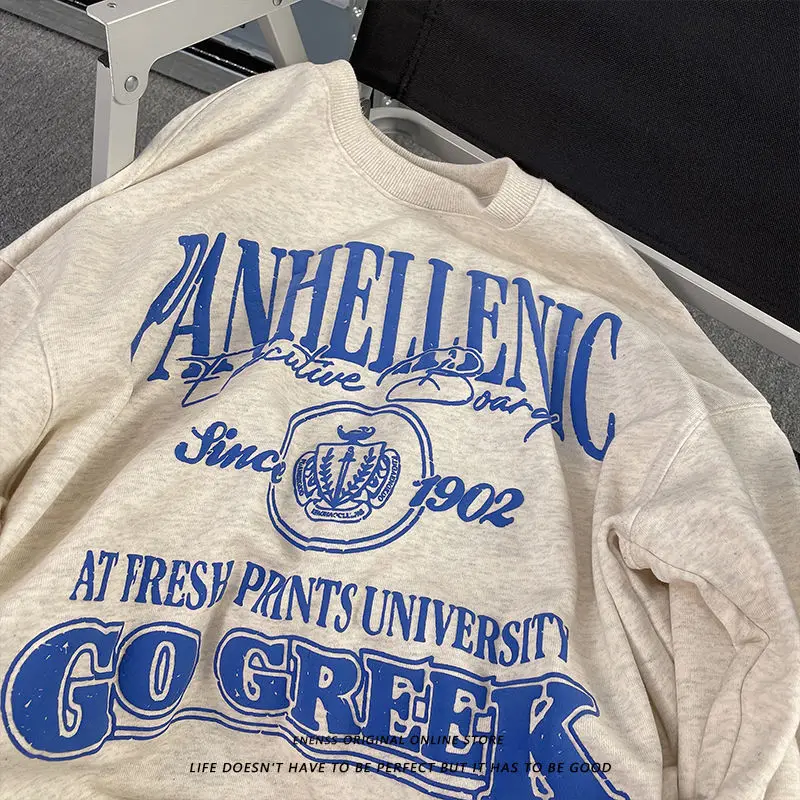 PANHELLENIC
Executive Board
Since 1902
AT FRESH PRINTS UNIVERSITY
GO GREEK
ENENSS ORIGINAL ONLINE STORE
LIFE DOESN'T HAVE TO BE PERFECT BUT IT HAS TO BE GOOD